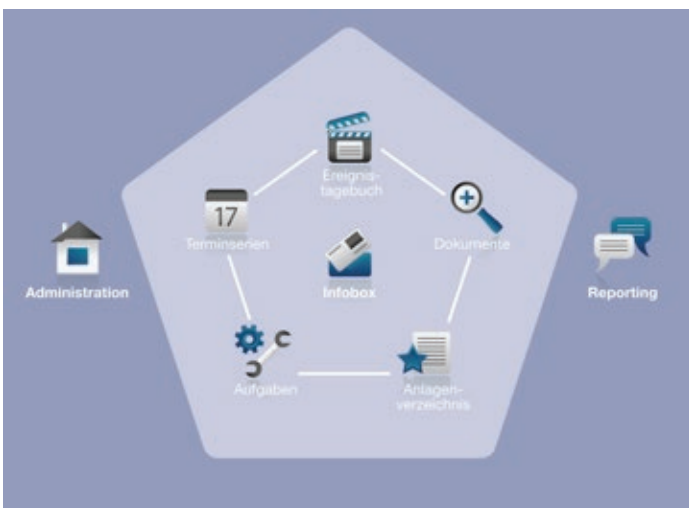 Ereignis-
tagebuch
17
Terminserien
Dokumente
Administration
Infobox
Reporting
Aufgaben
Anlagen-
verzeichnis